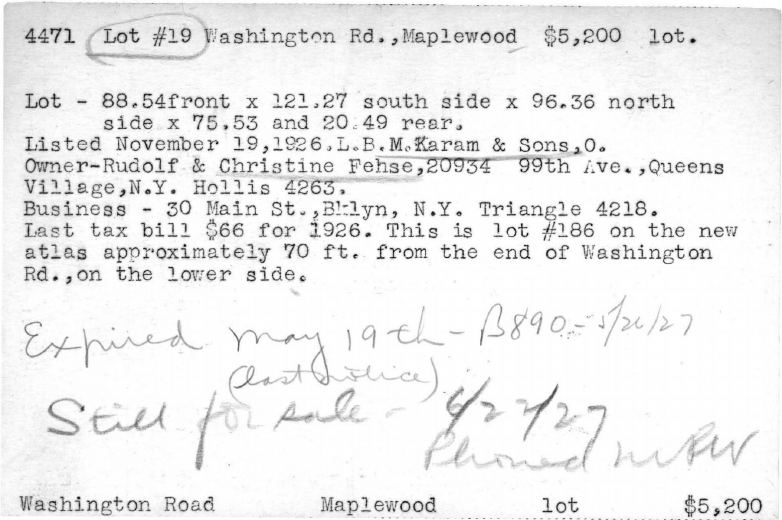 4471 Lot #19 Washington Rd.,Maplewood $5,200 lot.
Lot - 88.54front x 121.27 south side x 96.36 north
side x 75.53 and 20.49 rear.
Listed November 19,1926.L.B.M.Karam & Sons,O.
Owner-Rudolf & Christine Fehse,20934 99th Ave.,Queens
Village,N.Y. Hollis 4263.
Business - 30 Main St.,Bklyn, N.Y. Triangle 4218.
Last tax bill $66 for 1926. This is lot #186 on the new
atlas approximately 70 ft. from the end of Washington
Rd.,on the lower side.
Expired May 19th - B890 - 5/26/27
(last notice)
Still for sale - 6/22/27
Phoned
Washington Road Maplewood lot $5,200